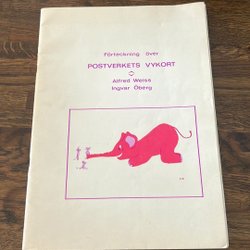 Förteckning över
POSTVERKETS VYKORT
Alfred Weiss
Ingvar Öberg